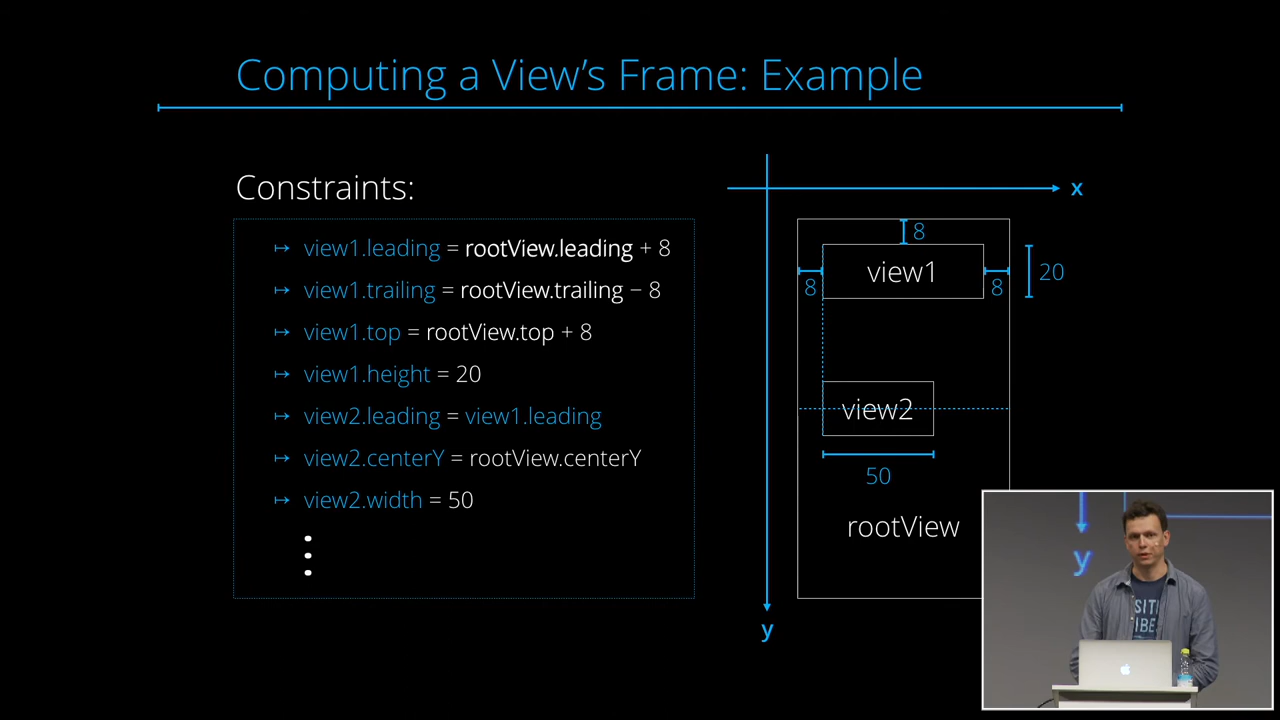 Computing a View’s Frame: Example
Constraints:
↦ view1.leading = rootView.leading + 8
↦ view1.trailing = rootView.trailing − 8
↦ view1.top = rootView.top + 8
↦ view1.height = 20
↦ view2.leading = view1.leading
↦ view2.centerY = rootView.centerY
↦ view2.width = 50
x
8
view1
20
8
8
view2
50
rootView
y
y